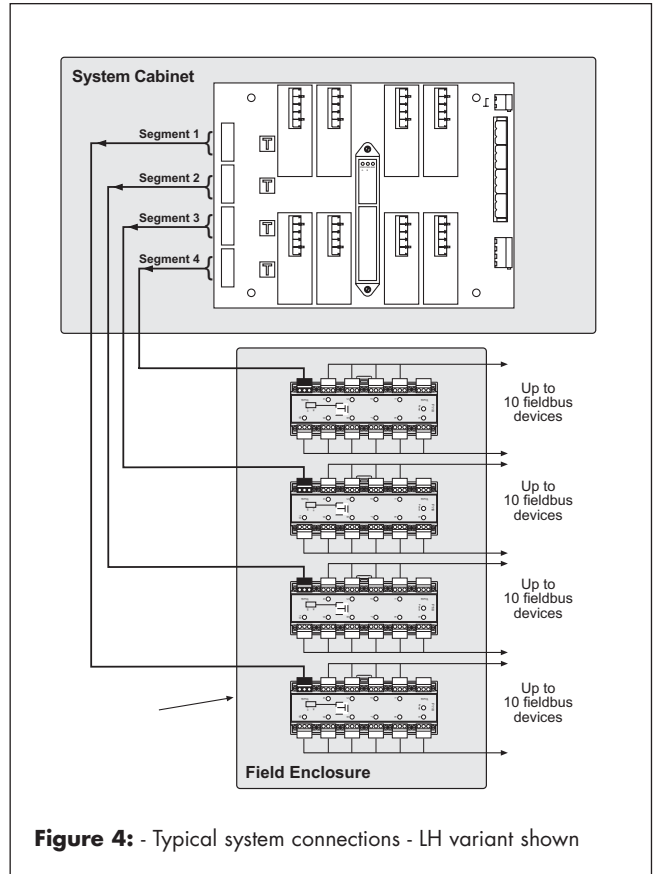 System Cabinet
Segment 1
Segment 2
Segment 3
Segment 4
T
T
T
T
Up to
10 fieldbus
devices
Up to
10 fieldbus
devices
Up to
10 fieldbus
devices
Up to
10 fieldbus
devices
Field Enclosure
Figure 4: - Typical system connections - LH variant shown